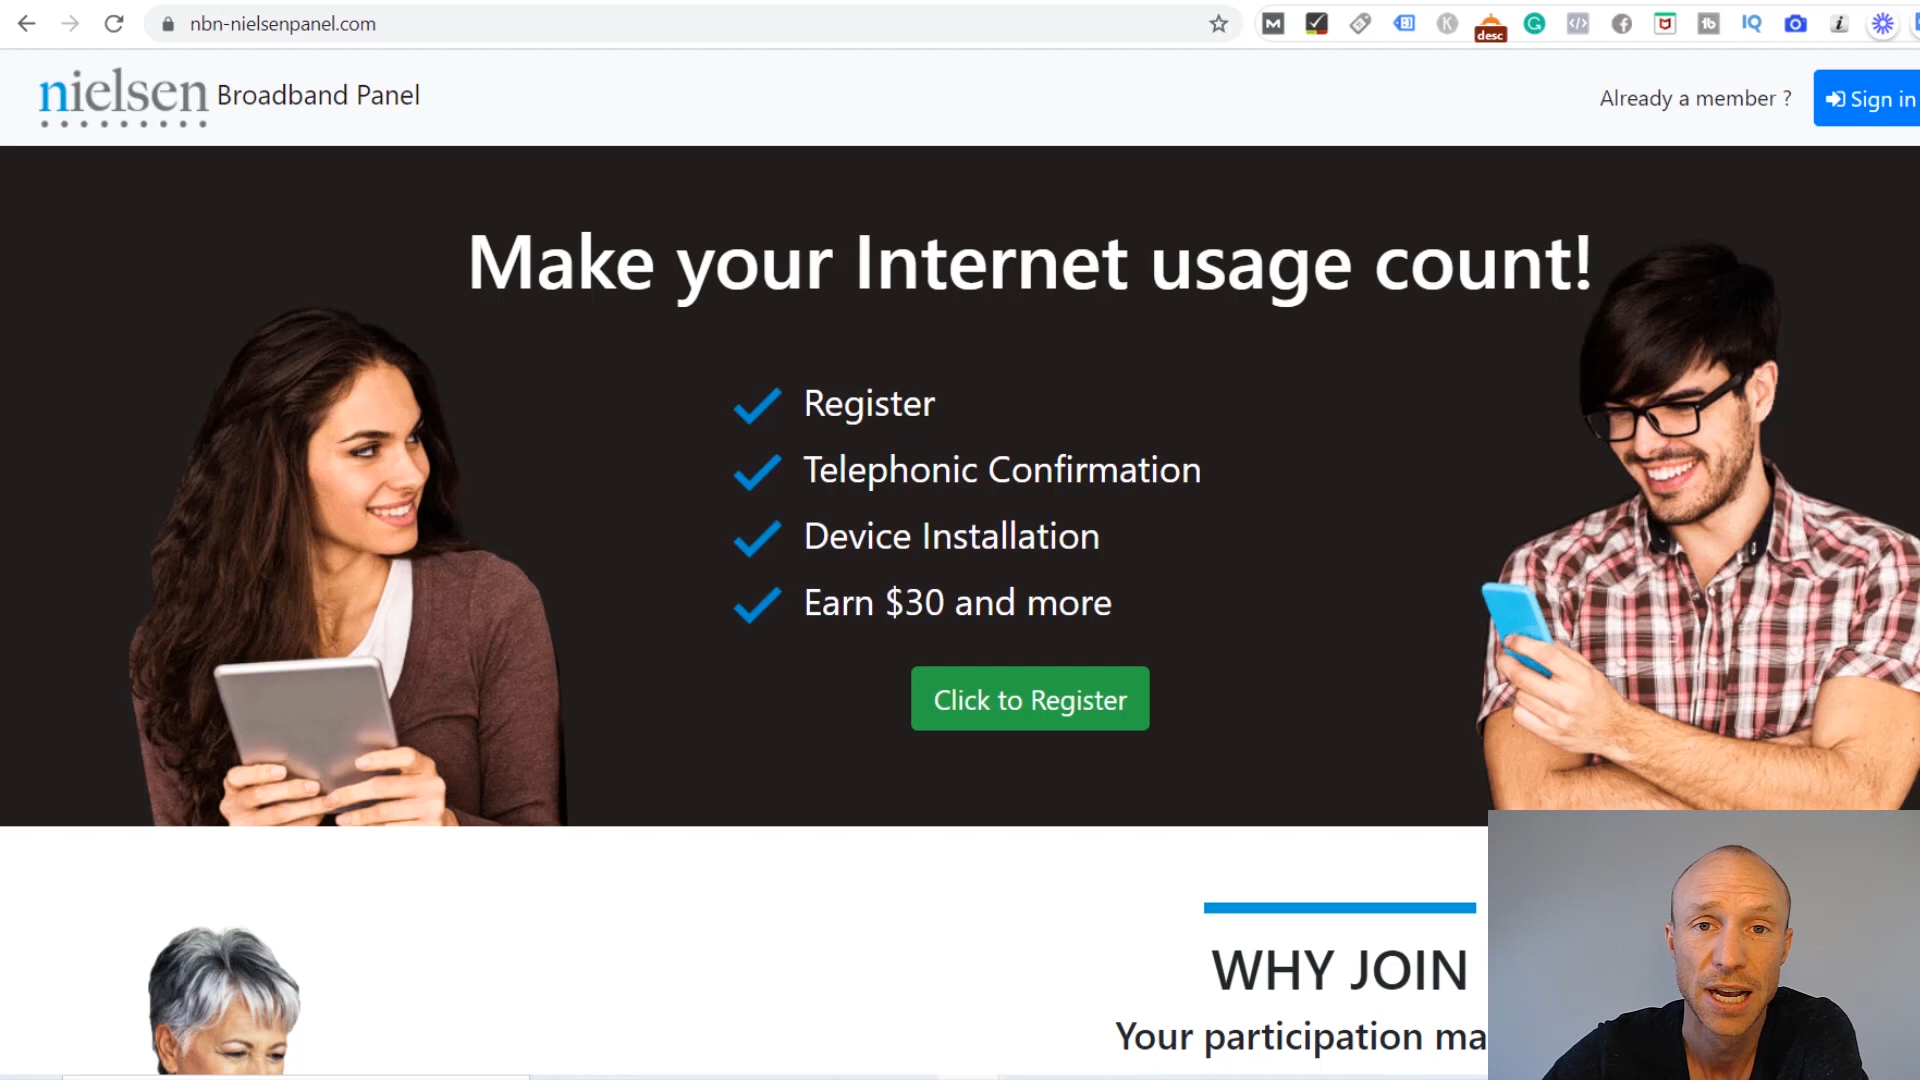 nbn-nielsenpanel.com
desc
nielsen Broadband Panel
Already a member ?
Sign in
Make your Internet usage count!
Register
Telephonic Confirmation
Device Installation
Earn $30 and more
Click to Register
WHY JOIN
Your participation ma